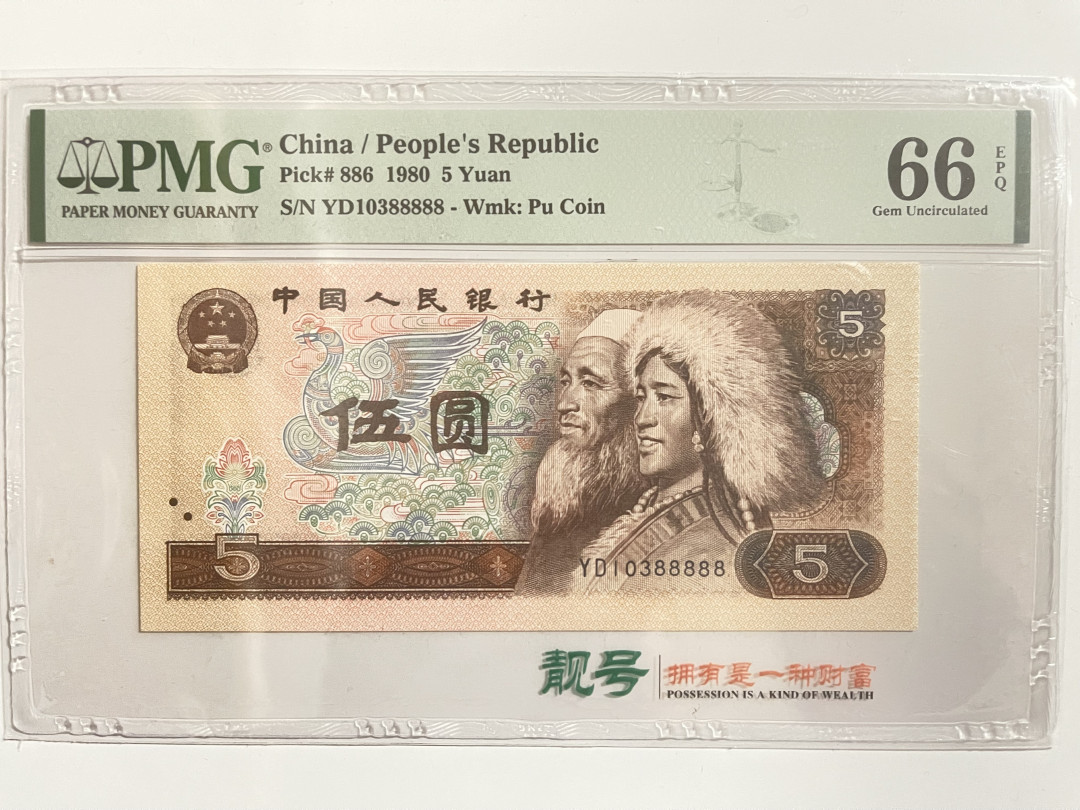 PMG®
PAPER MONEY GUARANTY
China / People's Republic
Pick# 886 1980 5 Yuan
S/N YD10388888 - Wmk: Pu Coin
66 EPQ
Gem Uncirculated
中国人民银行
5
伍圆
5
YD10388888
5
靓号
拥有是一种财富
POSSESSION IS A KIND OF WEALTH